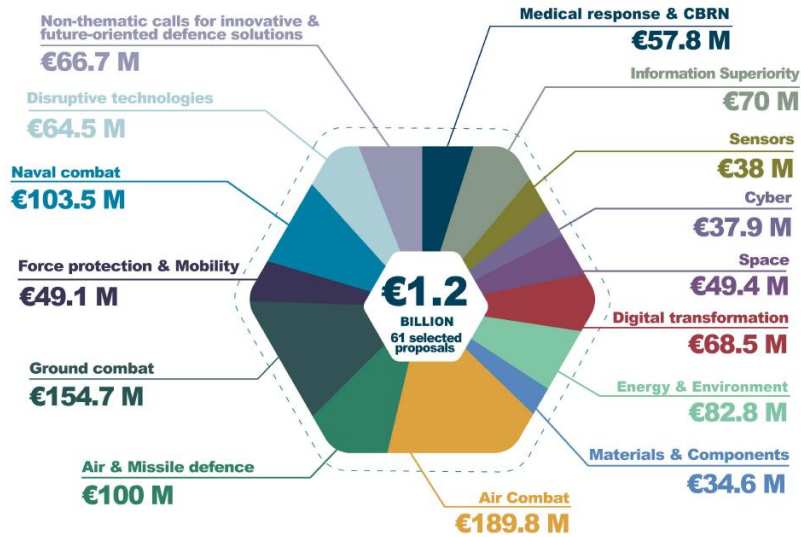 Non-thematic calls for innovative &
future-oriented defence solutions
€66.7 M
Disruptive technologies
€64.5 M
Naval combat
€103.5 M
Force protection & Mobility
€49.1 M
Ground combat
€154.7 M
Air & Missile defence
€100 M
€1.2
BILLION
61 selected
proposals
Medical response & CBRN
€57.8 M
Information Superiority
€70 M
Sensors
€38 M
Cyber
€37.9 M
Space
€49.4 M
Digital transformation
€68.5 M
Energy & Environment
€82.8 M
Materials & Components
€34.6 M
Air Combat
€189.8 M